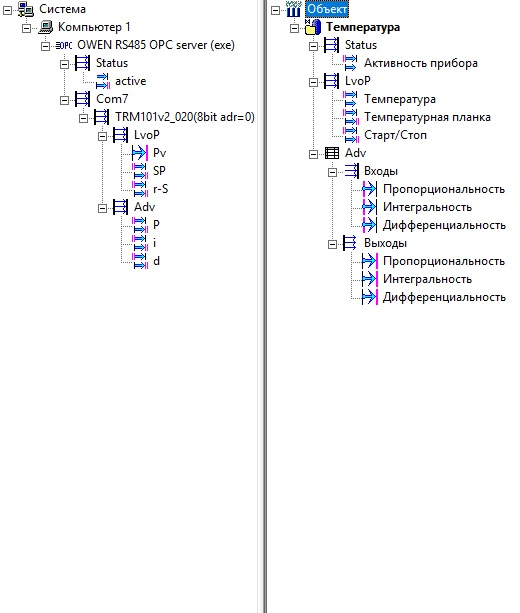 Система
Компьютер 1
OPC OWEN RS485 OPC server (exe)
Status
active
Com7
TRM101v2_020(8bit adr=0)
LvoP
Pv
SP
r-S
Adv
P
i
d
Объект
Температура
Status
Активность прибора
LvoP
Температура
Температурная планка
Старт/Стоп
Adv
Входы
Пропорциональность
Интегральность
Дифференциальность
Выходы
Пропорциональность
Интегральность
Дифференциальность